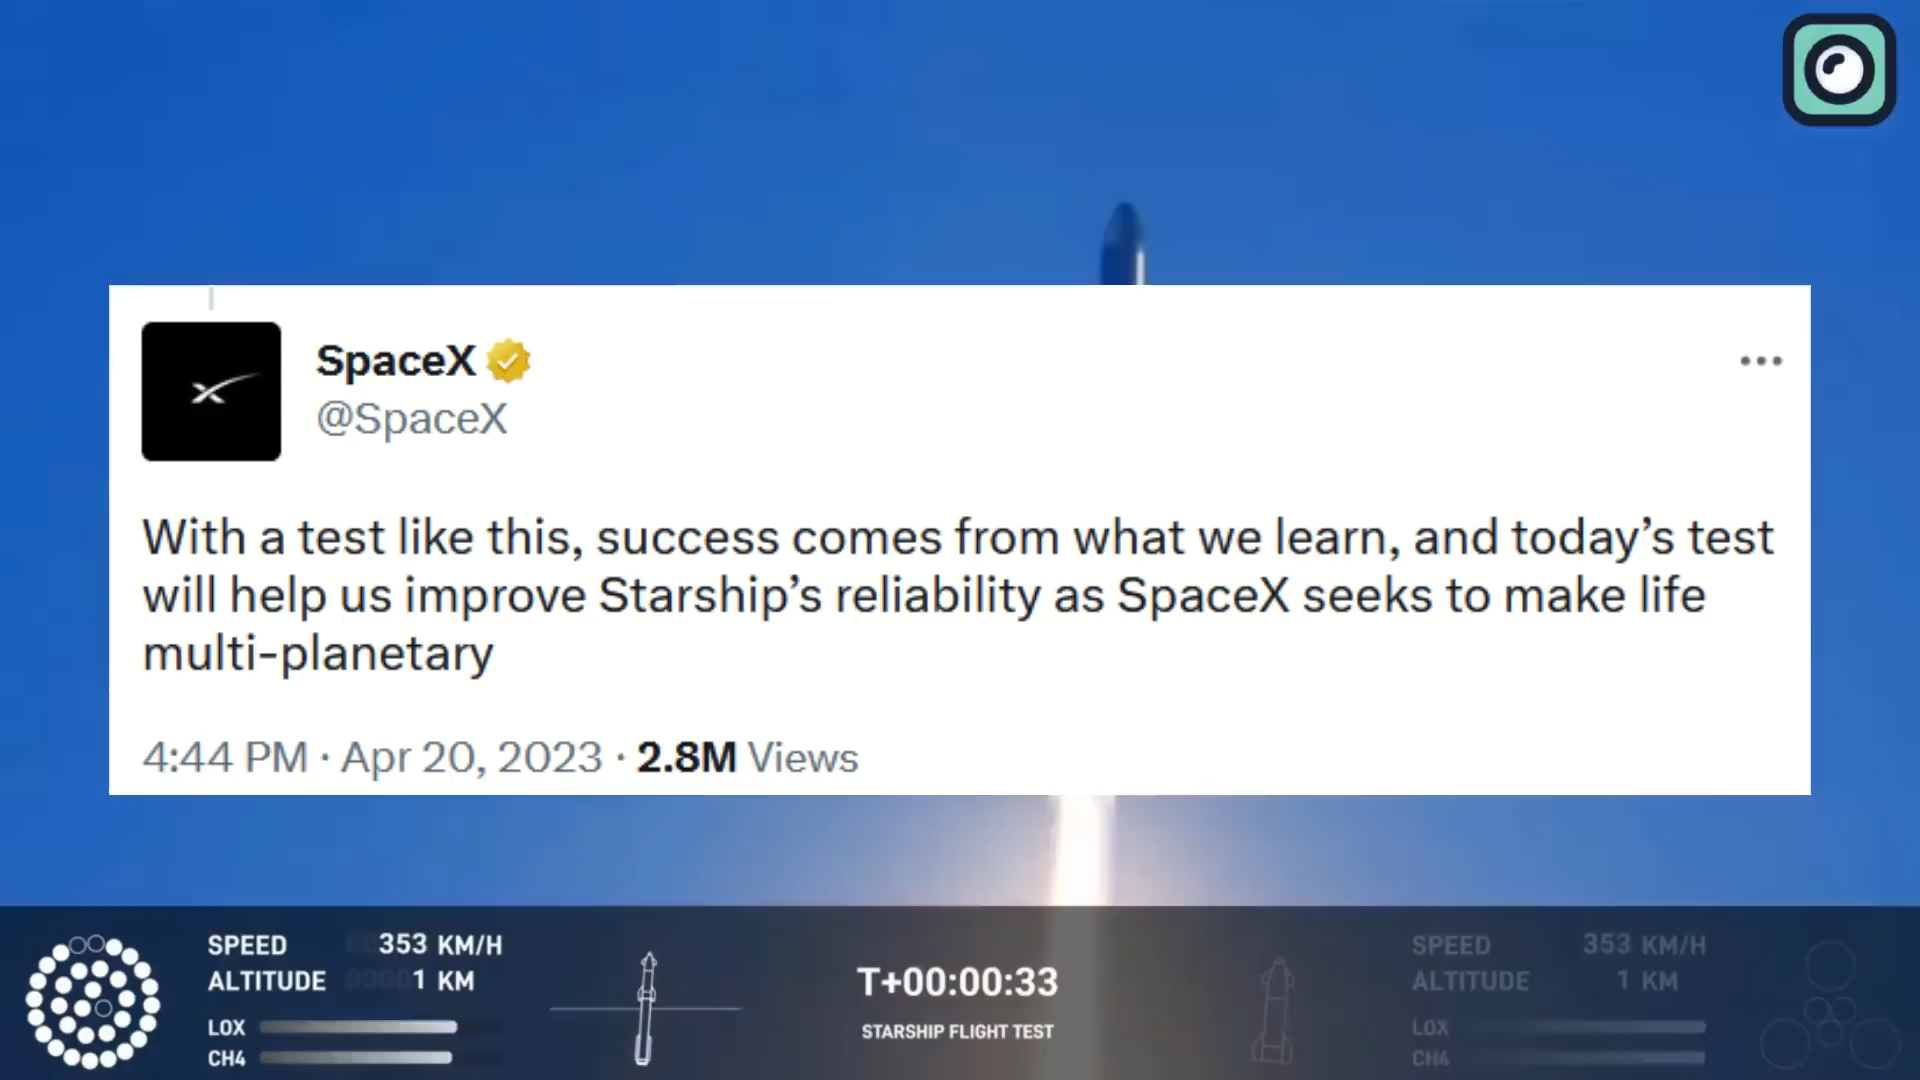 SpaceX
@SpaceX
With a test like this, success comes from what we learn, and today’s test
will help us improve Starship’s reliability as SpaceX seeks to make life
multi-planetary
4:44 PM · Apr 20, 2023 · 2.8M Views
SPEED 353 KM/H
ALTITUDE 1 KM
LOX
CH4
T+00:00:33
STARSHIP FLIGHT TEST
SPEED 353 KM/H
ALTITUDE 1 KM
LOX
CH4